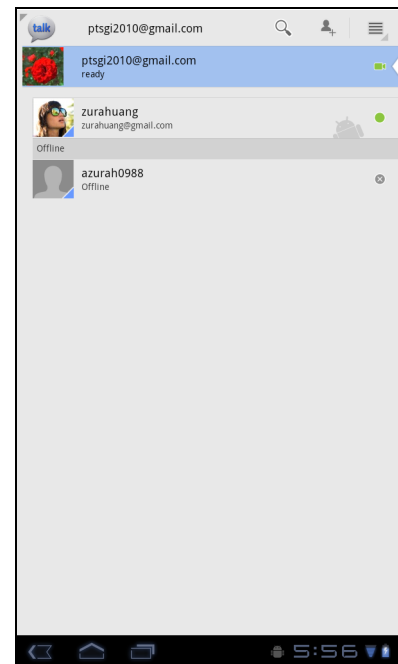 talk ptsgi2010@gmail.com
ptsgi2010@gmail.com
ready
zurahuang
zurahuang@gmail.com
Offline
azurah0988
Offline
5:56